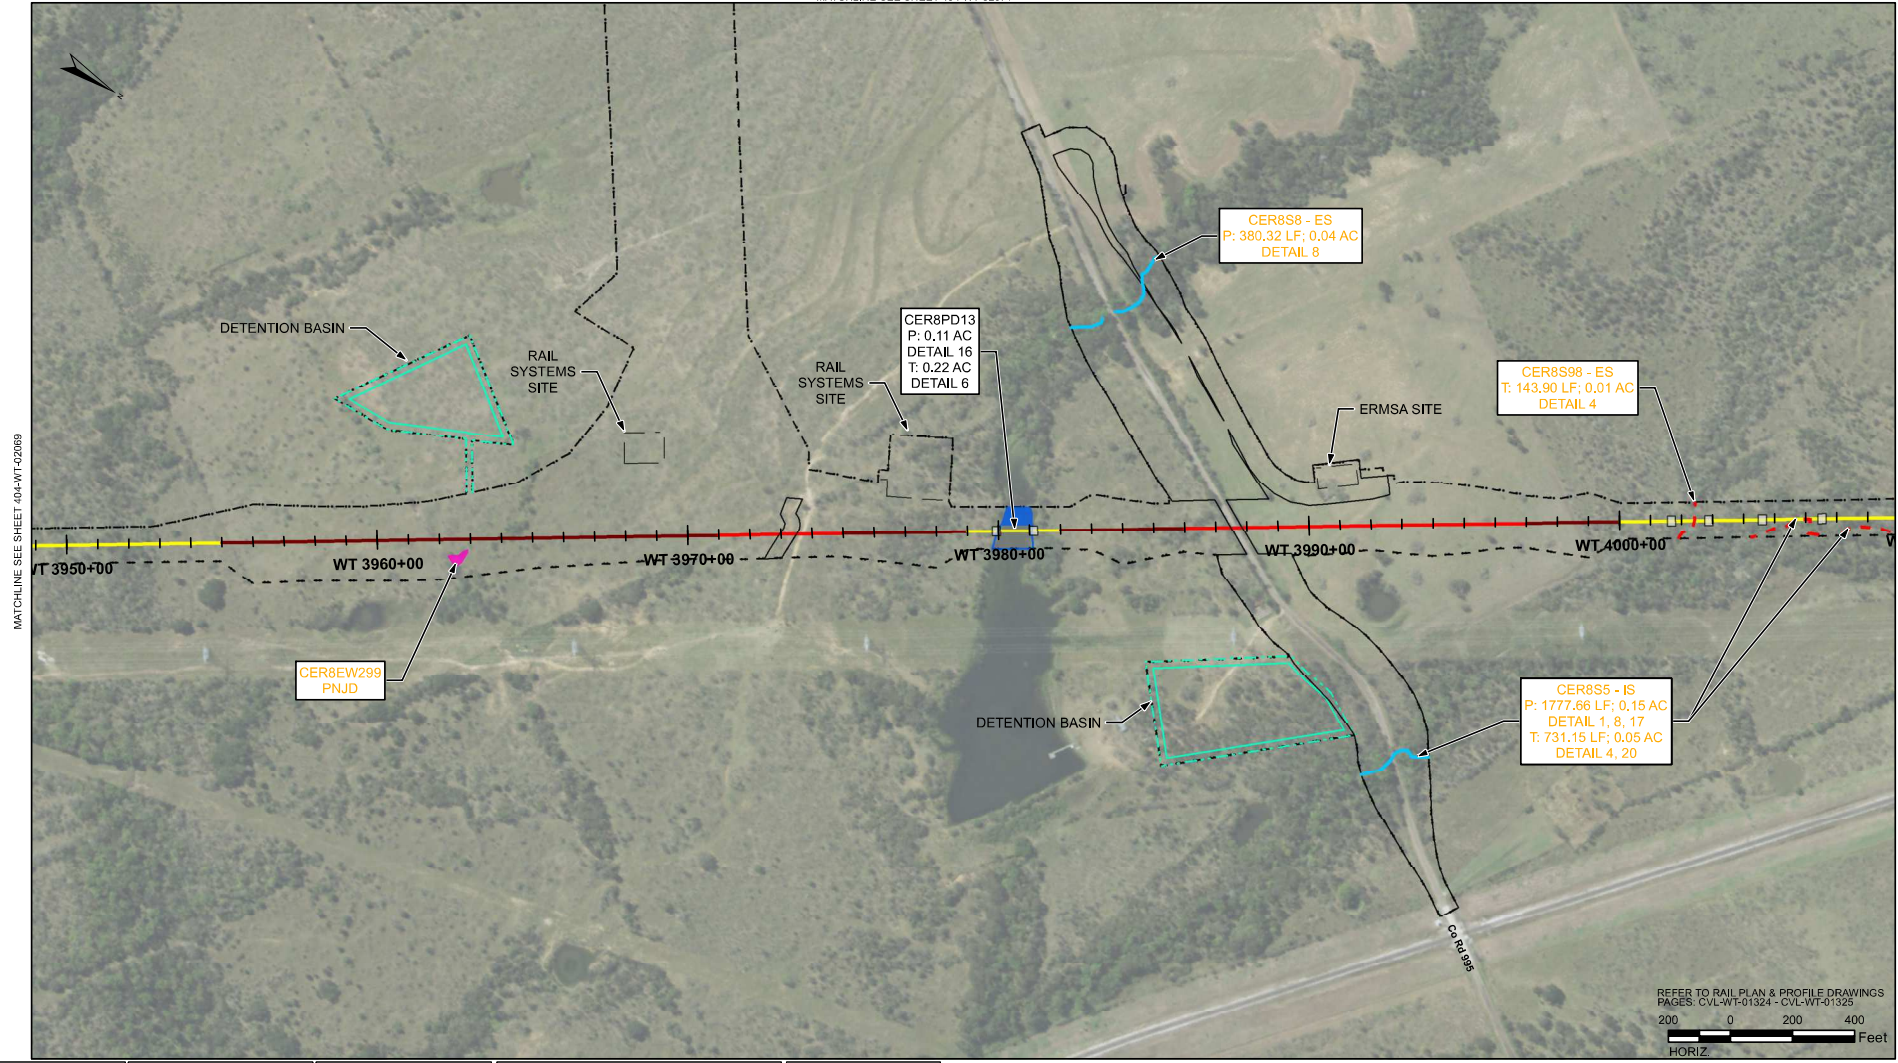 N
DETENTION BASIN
RAIL
SYSTEMS
SITE
RAIL
SYSTEMS
SITE
CER8PD13
P: 0.11 AC
DETAIL 16
T: 0.22 AC
DETAIL 6
CER8S8 - ES
P: 380.32 LF; 0.04 AC
DETAIL 8
ERMSA SITE
CER8S98 - ES
T: 143.90 LF; 0.01 AC
DETAIL 4
MATCHLINE SEE SHEET 404-WT-02069
WT 3950+00
WT 3960+00
WT 3970+00
WT 3980+00
WT 3990+00
WT 4000+00
CER8EW299
PNJD
DETENTION BASIN
CER8S5 - IS
P: 1777.66 LF; 0.15 AC
DETAIL 1, 8, 17
T: 731.15 LF; 0.05 AC
DETAIL 4, 20
Co Rd 995
REFER TO RAIL PLAN & PROFILE DRAWINGS
PAGES: CVL-WT-01324 - CVL-WT-01325
200 0 200 400
Feet
HORIZ.